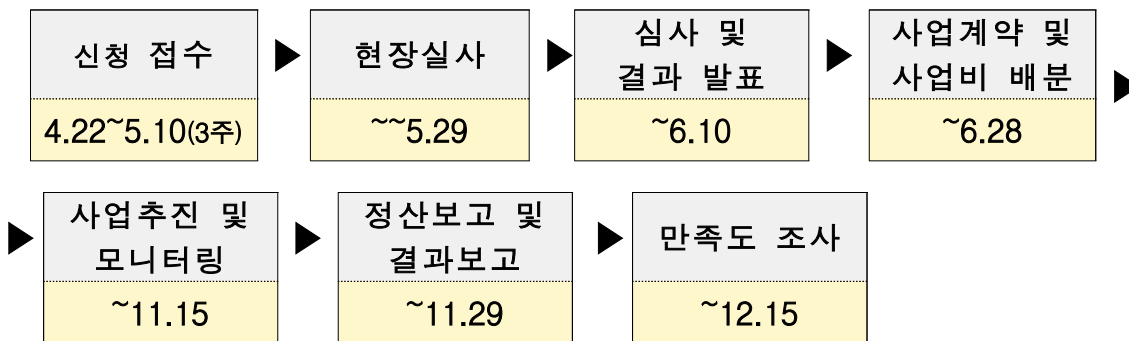 신청 접수
4.22~5.10(3주)
현장실사
~~5.29
심사 및
결과 발표
~6.10
사업계약 및
사업비 배분
~6.28
사업추진 및
모니터링
~11.15
정산보고 및
결과보고
~11.29
만족도 조사
~12.15